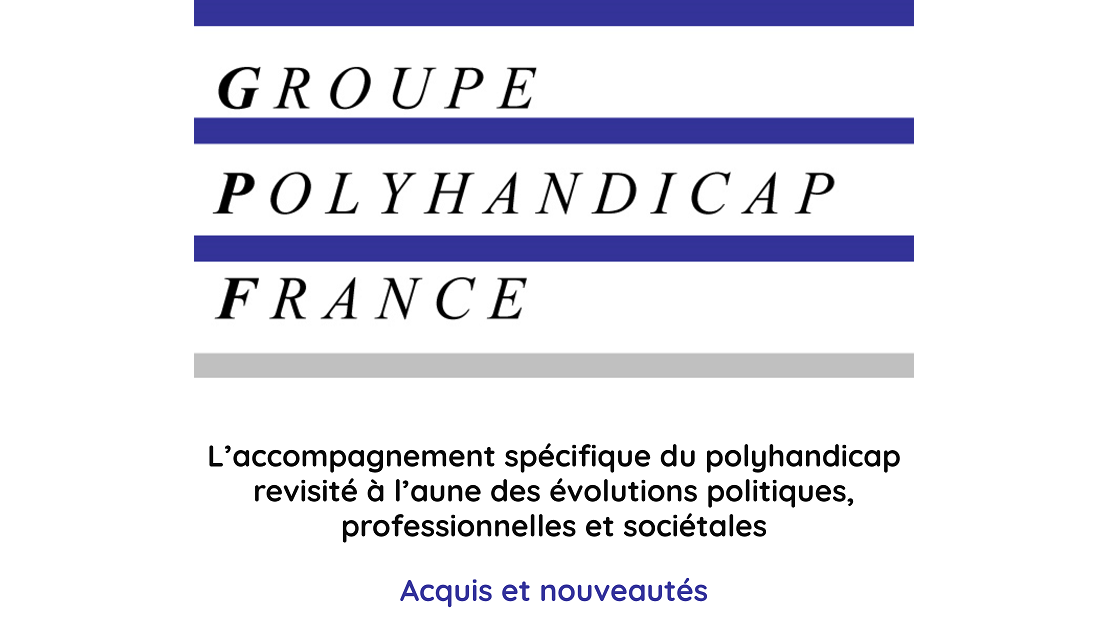 GROUPE
POLYHANDICAP
FRANCE
L’accompagnement spécifique du polyhandicap
revisité à l’aune des évolutions politiques,
professionnelles et sociétales
Acquis et nouveautés